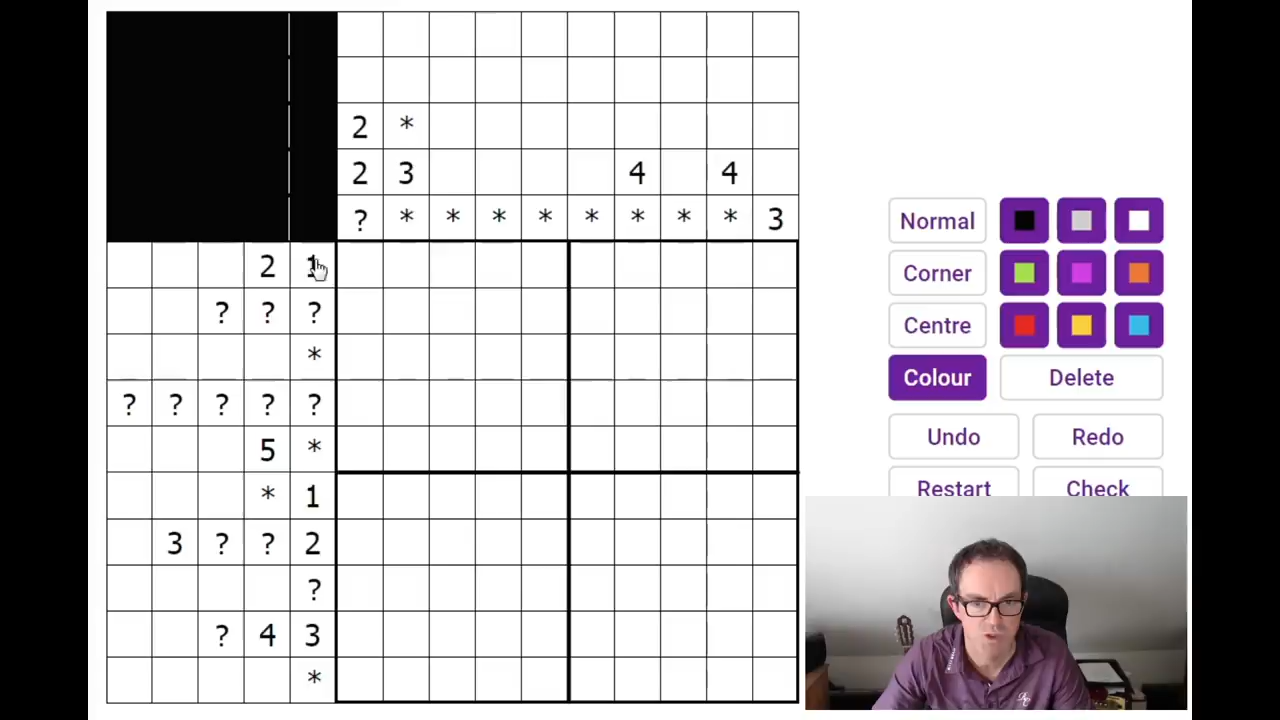 2 *
2 3 4 4
? * * * * * * * * 3
2 1
? ? ?
*
? ? ? ? ?
5 *
* 1
3 ? ? 2
?
? 4 3
*
Normal
Corner
Centre
Colour Delete
Undo Redo
Restart Check